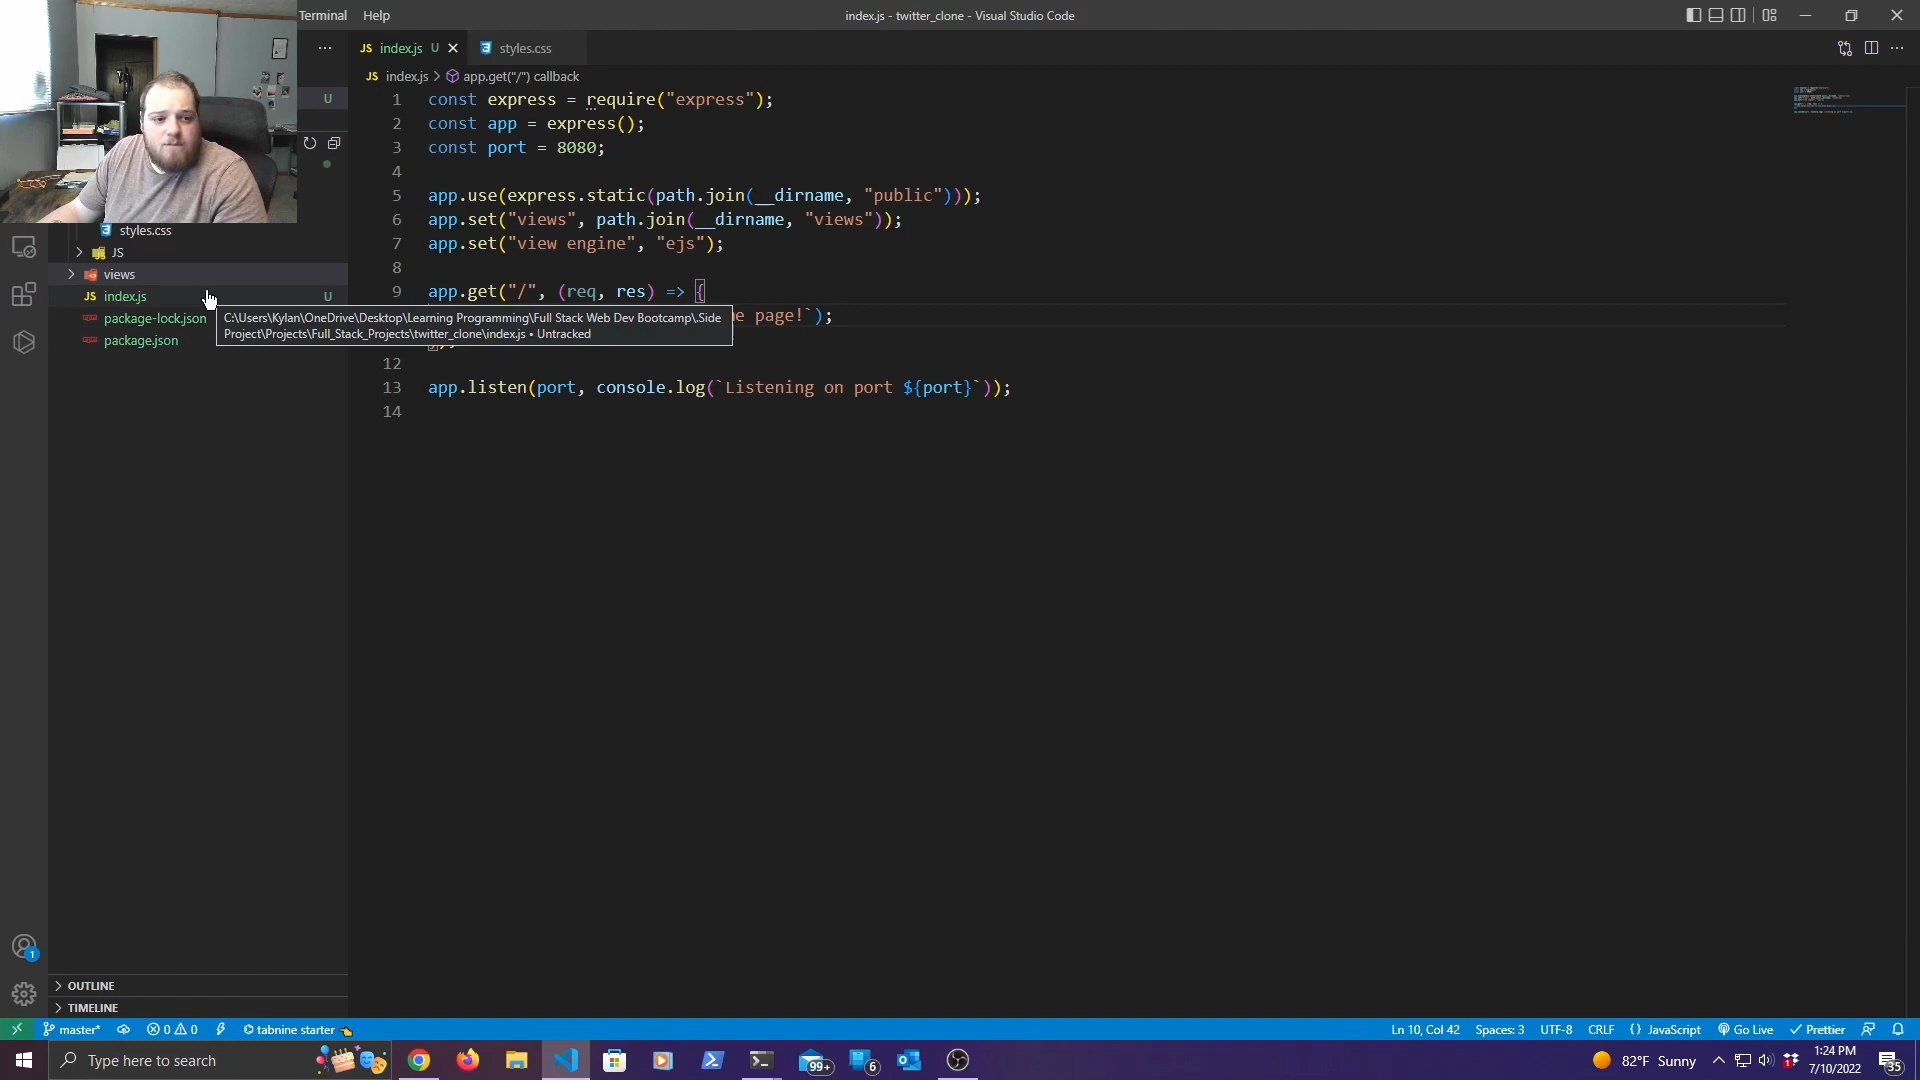 Terminal Help
index.js - twitter_clone - Visual Studio Code
JS index.js U
styles.css
JS index.js > app.get("/") callback
U
1 const express = require("express");
2 const app = express();
3 const port = 8080;
4
5 app.use(express.static(path.join(__dirname, "public")));
6 app.set("views", path.join(__dirname, "views"));
7 app.set("view engine", "ejs");
8
9 app.get("/", (req, res) => {
page!`);
12
13 app.listen(port, console.log(`Listening on port ${port}`));
14
styles.css
JS
views
JS index.js U
package-lock.json
package.json
C:\Users\Kylan\OneDrive\Desktop\Learning Programming\Full Stack Web Dev Bootcamp\.Side
Project\Projects\Full_Stack_Projects\twitter_clone\index.js • Untracked
1
OUTLINE
TIMELINE
master* 0 0 tabnine starter
Ln 10, Col 42 Spaces: 3 UTF-8 CRLF {} JavaScript Go Live Prettier
Type here to search
99+
6
82°F Sunny
1
1:24 PM
7/10/2022
35